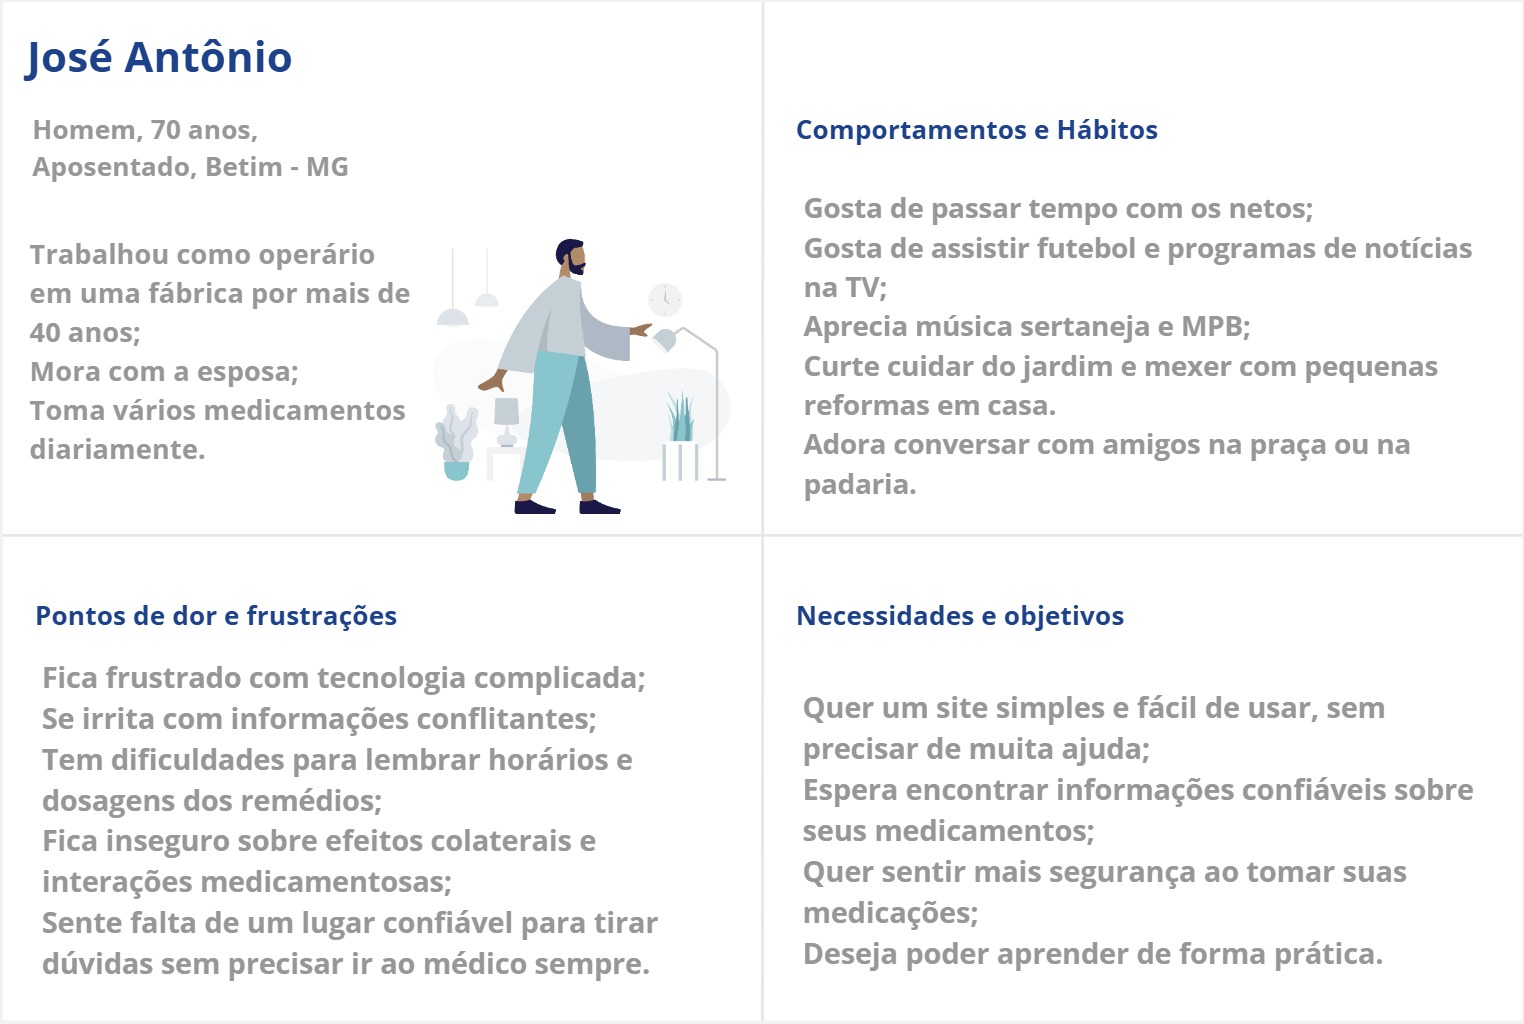 José Antônio
Homem, 70 anos,
Aposentado, Betim - MG
Trabalhou como operário
em uma fábrica por mais de
40 anos;
Mora com a esposa;
Toma vários medicamentos
diariamente.
Comportamentos e Hábitos
Gosta de passar tempo com os netos;
Gosta de assistir futebol e programas de notícias
na TV;
Aprecia música sertaneja e MPB;
Curte cuidar do jardim e mexer com pequenas
reformas em casa.
Adora conversar com amigos na praça ou na
padaria.
Pontos de dor e frustrações
Fica frustrado com tecnologia complicada;
Se irrita com informações conflitantes;
Tem dificuldades para lembrar horários e
dosagens dos remédios;
Fica inseguro sobre efeitos colaterais e
interações medicamentosas;
Sente falta de um lugar confiável para tirar
dúvidas sem precisar ir ao médico sempre.
Necessidades e objetivos
Quer um site simples e fácil de usar, sem
precisar de muita ajuda;
Espera encontrar informações confiáveis sobre
seus medicamentos;
Quer sentir mais segurança ao tomar suas
medicações;
Deseja poder aprender de forma prática.